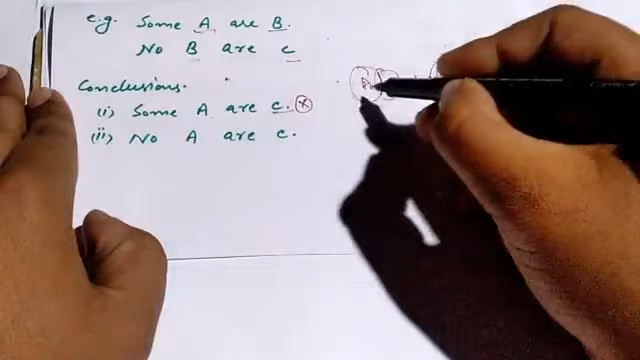 e.g. Some A are B.
No B are c
Conclusions.
(i) Some A are c. ×
(ii) No A are c.
A